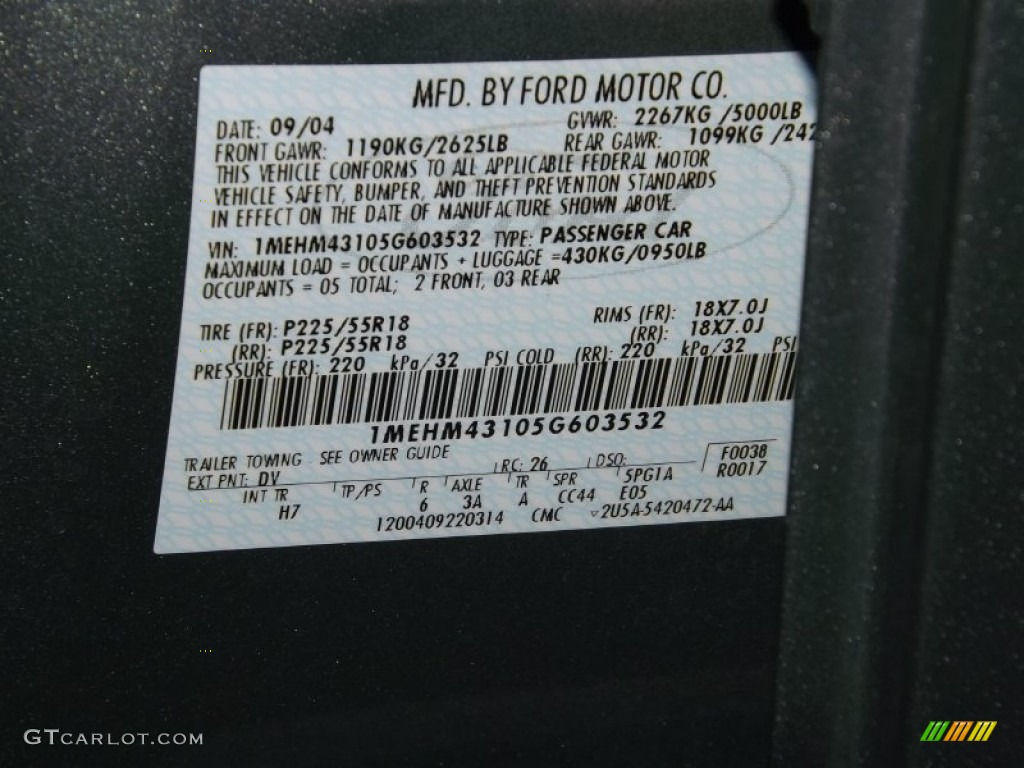 MFD. BY FORD MOTOR CO.
DATE: 09/04 GVWR: 2267KG /5000LB
FRONT GAWR: 1190KG/2625LB REAR GAWR: 1099KG /242
THIS VEHICLE CONFORMS TO ALL APPLICABLE FEDERAL MOTOR
VEHICLE SAFETY, BUMPER, AND THEFT PREVENTION STANDARDS
IN EFFECT ON THE DATE OF MANUFACTURE SHOWN ABOVE.
VIN: 1MEHM43105G603532 TYPE: PASSENGER CAR
MAXIMUM LOAD = OCCUPANTS + LUGGAGE =430KG/0950LB
OCCUPANTS = 05 TOTAL; 2 FRONT, 03 REAR
TIRE (FR): P225/55R18 RIMS (FR): 18X7.0J
(RR): P225/55R18 (RR): 18X7.0J
PRESSURE (FR): 220 kPa/32 PSI COLD (RR): 220 kPa/32 PSI
1MEHM43105G603532
TRAILER TOWING - SEE OWNER GUIDE
EXT PNT: DV RC: 26 DSO: F0038
INT TR TP/PS R AXLE TR SPR 5PG1A R0017
H7 6 3A A CC44 E05
1200409220314 CMC ▽2U5A-5420472-AA
GTCARLOT.COM